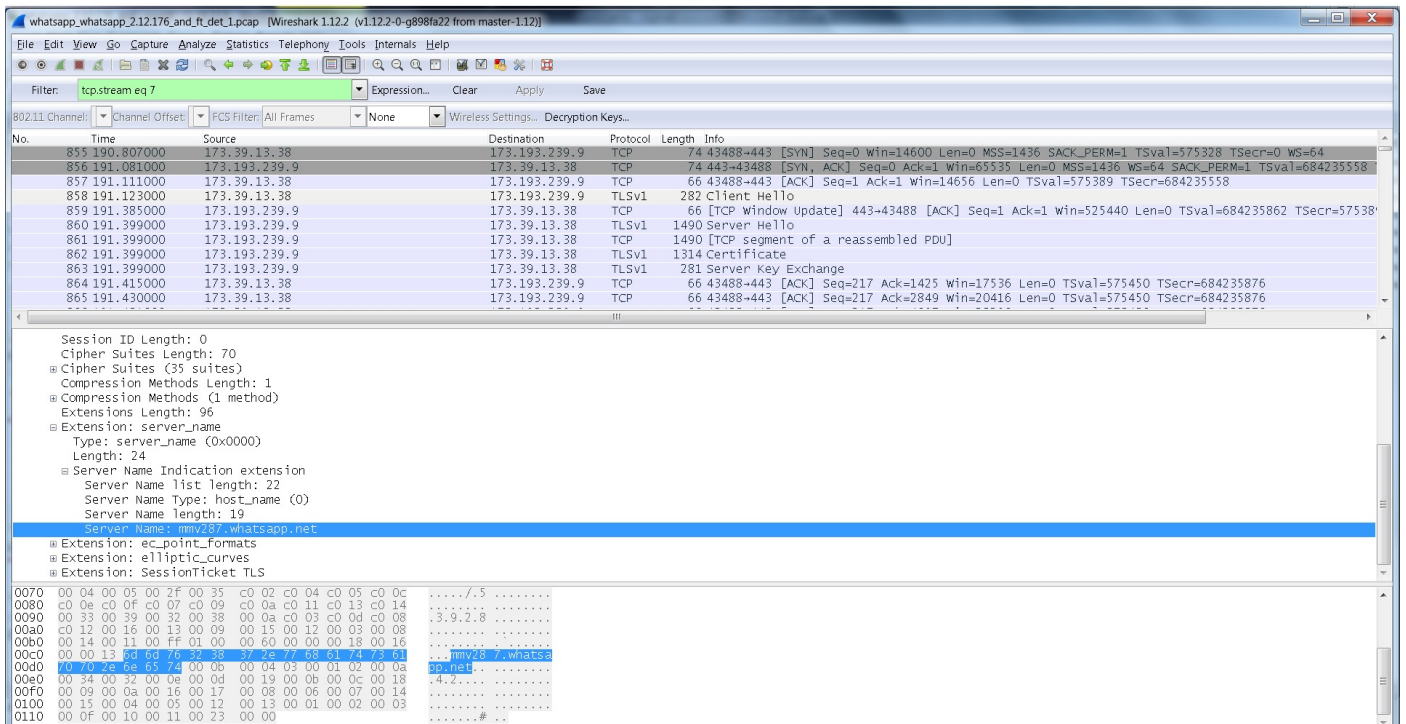 whatsapp_whatsapp_2.12.176_and_ft_det_1.pcap [Wireshark 1.12.2 (v1.12.2-0-g898fa22 from master-1.12)]
File Edit View Go Capture Analyze Statistics Telephony Tools Internals Help
Filter: tcp.stream eq 7 Expression... Clear Apply Save
802.11 Channel: Channel Offset: FCS Filter: All Frames None Wireless Settings... Decryption Keys...
No. Time Source Destination Protocol Length Info
855 190.807000 173.39.13.38 173.193.239.9 TCP 74 43488→443 [SYN] Seq=0 Win=14600 Len=0 MSS=1436 SACK_PERM=1 TSval=575328 TSecr=0 WS=64
856 191.081000 173.193.239.9 173.39.13.38 TCP 74 443→43488 [SYN, ACK] Seq=0 Ack=1 Win=65535 Len=0 MSS=1436 WS=64 SACK_PERM=1 TSval=684235558
857 191.111000 173.39.13.38 173.193.239.9 TCP 66 43488→443 [ACK] Seq=1 Ack=1 Win=14656 Len=0 TSval=575389 TSecr=684235558
858 191.123000 173.39.13.38 173.193.239.9 TLSv1 282 Client Hello
859 191.385000 173.193.239.9 173.39.13.38 TCP 66 [TCP Window Update] 443→43488 [ACK] Seq=1 Ack=1 Win=525440 Len=0 TSval=684235862 TSecr=57538
860 191.399000 173.193.239.9 173.39.13.38 TLSv1 1490 Server Hello
861 191.399000 173.193.239.9 173.39.13.38 TCP 1490 [TCP segment of a reassembled PDU]
862 191.399000 173.193.239.9 173.39.13.38 TLSv1 1314 Certificate
863 191.399000 173.193.239.9 173.39.13.38 TLSv1 281 Server Key Exchange
864 191.415000 173.39.13.38 173.193.239.9 TCP 66 43488→443 [ACK] Seq=217 Ack=1425 Win=17536 Len=0 TSval=575450 TSecr=684235876
865 191.430000 173.39.13.38 173.193.239.9 TCP 66 43488→443 [ACK] Seq=217 Ack=2849 Win=20416 Len=0 TSval=575450 TSecr=684235876
Session ID Length: 0
Cipher Suites Length: 70
Cipher Suites (35 suites)
Compression Methods Length: 1
Compression Methods (1 method)
Extensions Length: 96
Extension: server_name
Type: server_name (0x0000)
Length: 24
Server Name Indication extension
Server Name list length: 22
Server Name Type: host_name (0)
Server Name length: 19
Server Name: mmv287.whatsapp.net
Extension: ec_point_formats
Extension: elliptic_curves
Extension: SessionTicket TLS
0070 00 04 00 05 00 2f 00 35 c0 02 c0 04 c0 05 c0 0c ...../.5 ........
0080 c0 0e c0 0f c0 07 c0 09 c0 0a c0 11 c0 13 c0 14 ........ ........
0090 00 33 00 39 00 32 00 38 00 0a c0 03 c0 0d c0 08 .3.9.2.8 ........
00a0 c0 12 00 16 00 13 00 09 00 15 00 12 00 03 00 08 ........ ........
00b0 00 14 00 11 00 ff 01 00 00 60 00 00 00 18 00 16 ........ .`......
00c0 00 00 13 6d 6d 76 32 38 37 2e 77 68 61 74 73 61 ...mmv28 7.whatsa
00d0 70 70 2e 6e 65 74 00 0b 00 04 03 00 01 02 00 0a pp.net.. ........
00e0 00 34 00 32 00 0e 00 0d 00 19 00 0b 00 0c 00 18 .4.2.... ........
00f0 00 09 00 0a 00 16 00 17 00 08 00 06 00 07 00 14 ........ ........
0100 00 15 00 04 00 05 00 12 00 13 00 01 00 02 00 03 ........ ........
0110 00 0f 00 10 00 11 00 23 00 00 .......# ..